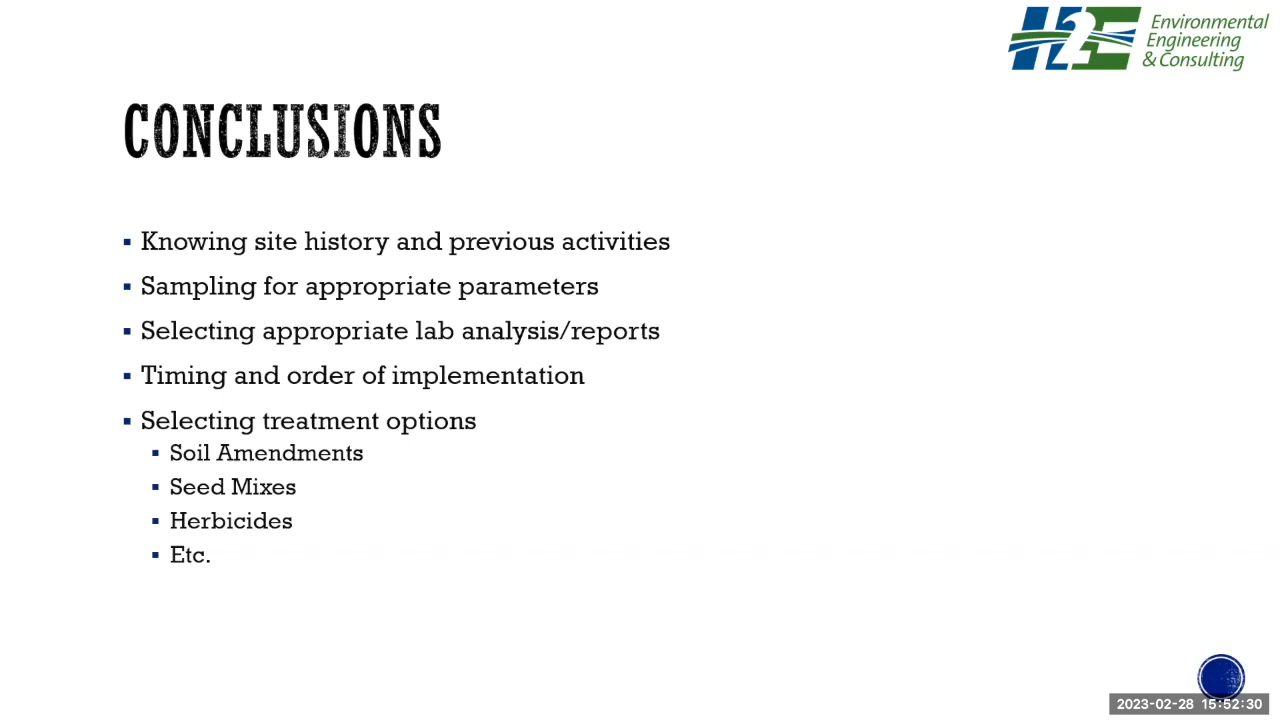 H2E Environmental
Engineering
& Consulting
CONCLUSIONS
Knowing site history and previous activities
Sampling for appropriate parameters
Selecting appropriate lab analysis/reports
Timing and order of implementation
Selecting treatment options
Soil Amendments
Seed Mixes
Herbicides
Etc.
2023-02-28 15:52:30